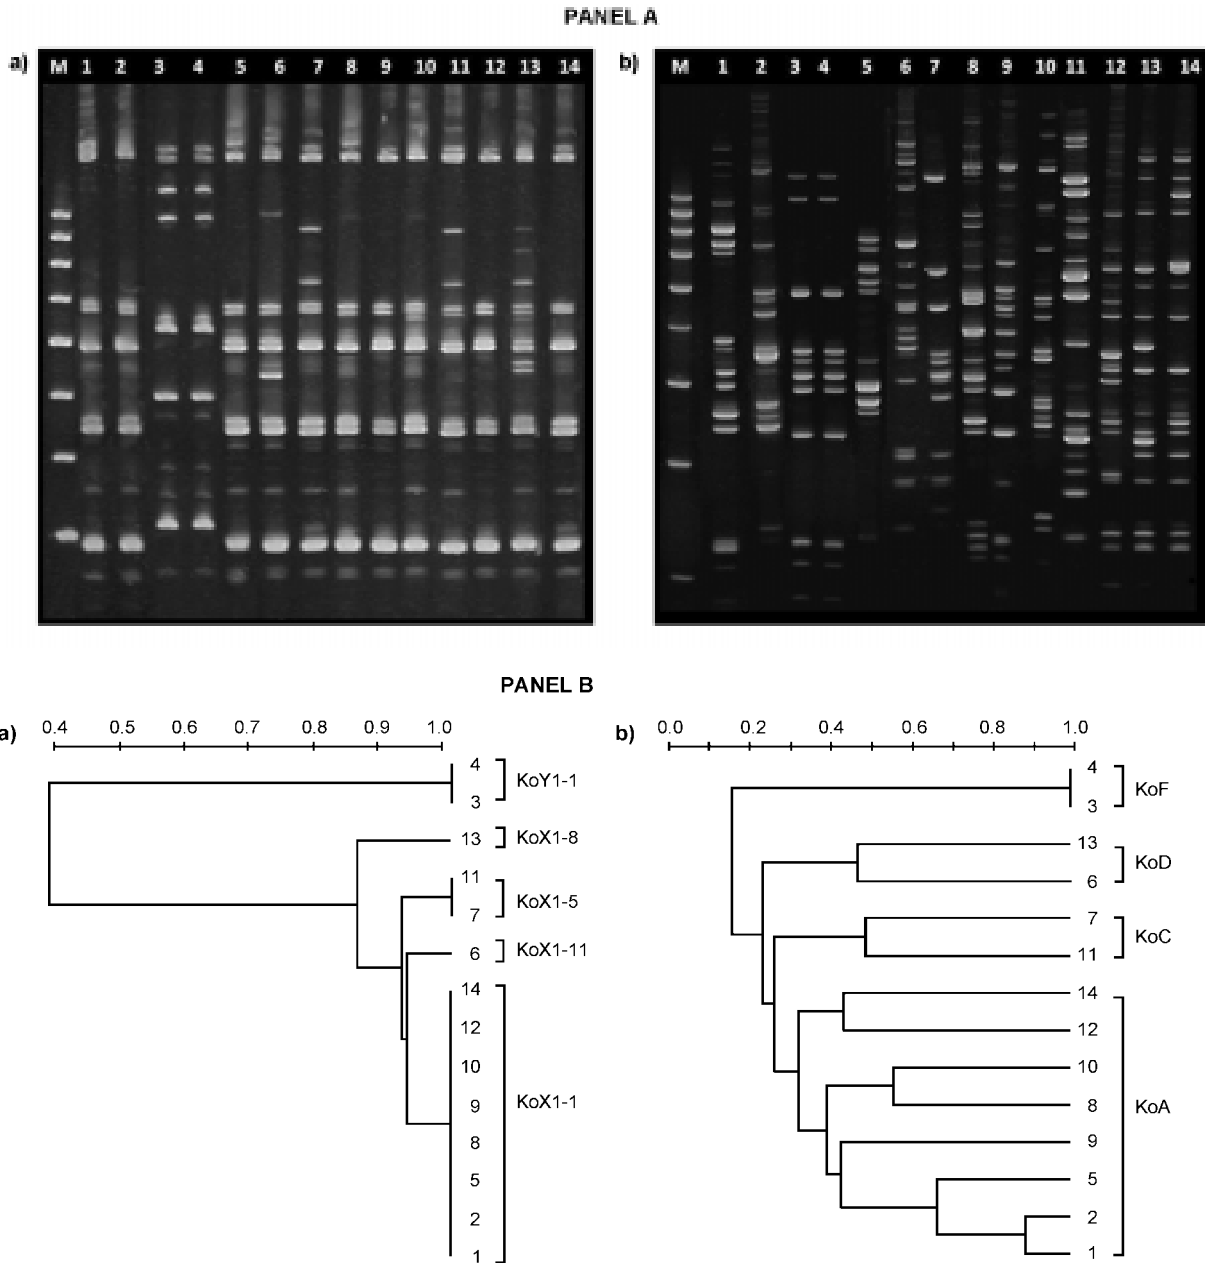 PANEL A
a) M 1 2 3 4 5 6 7 8 9 10 11 12 13 14
b) M 1 2 3 4 5 6 7 8 9 10 11 12 13 14
PANEL B
a) 0.4 0.5 0.6 0.7 0.8 0.9 1.0
4
KoY1-1
3
13 KoX1-8
11
KoX1-5
7
6 KoX1-11
14
12
10
9
KoX1-1
8
5
2
1
b) 0.0 0.2 0.4 0.6 0.8 1.0
4
KoF
3
13
KoD
6
7
KoC
11
14
12
10
8
KoA
9
5
2
1